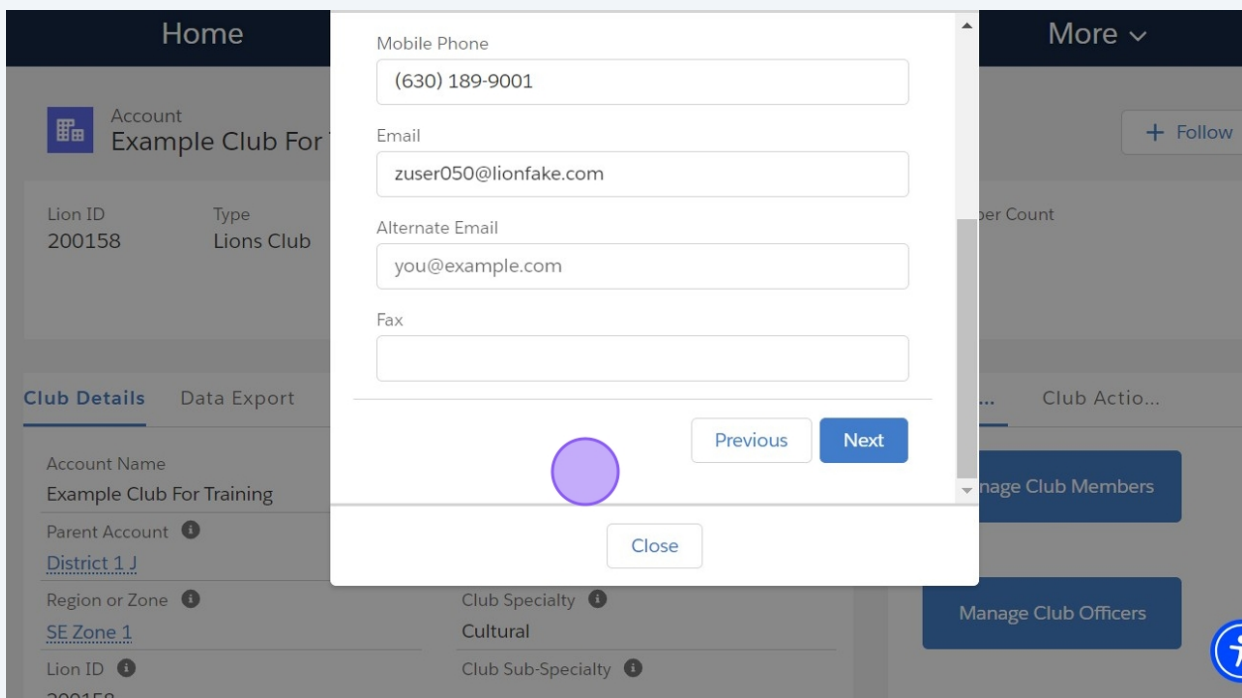 Home
More
Account
Example Club For
+ Follow
Lion ID
200158
Type
Lions Club
Count
Mobile Phone
(630) 189-9001
Email
zuser050@lionfake.com
Alternate Email
you@example.com
Fax
Previous
Next
Close
Club Details
Data Export
Account Name
Example Club For Training
Parent Account
District 1 J
Region or Zone
SE Zone 1
Lion ID
Club Specialty
Cultural
Club Sub-Specialty
...
Club Actio...
Club Members
Manage Club Officers